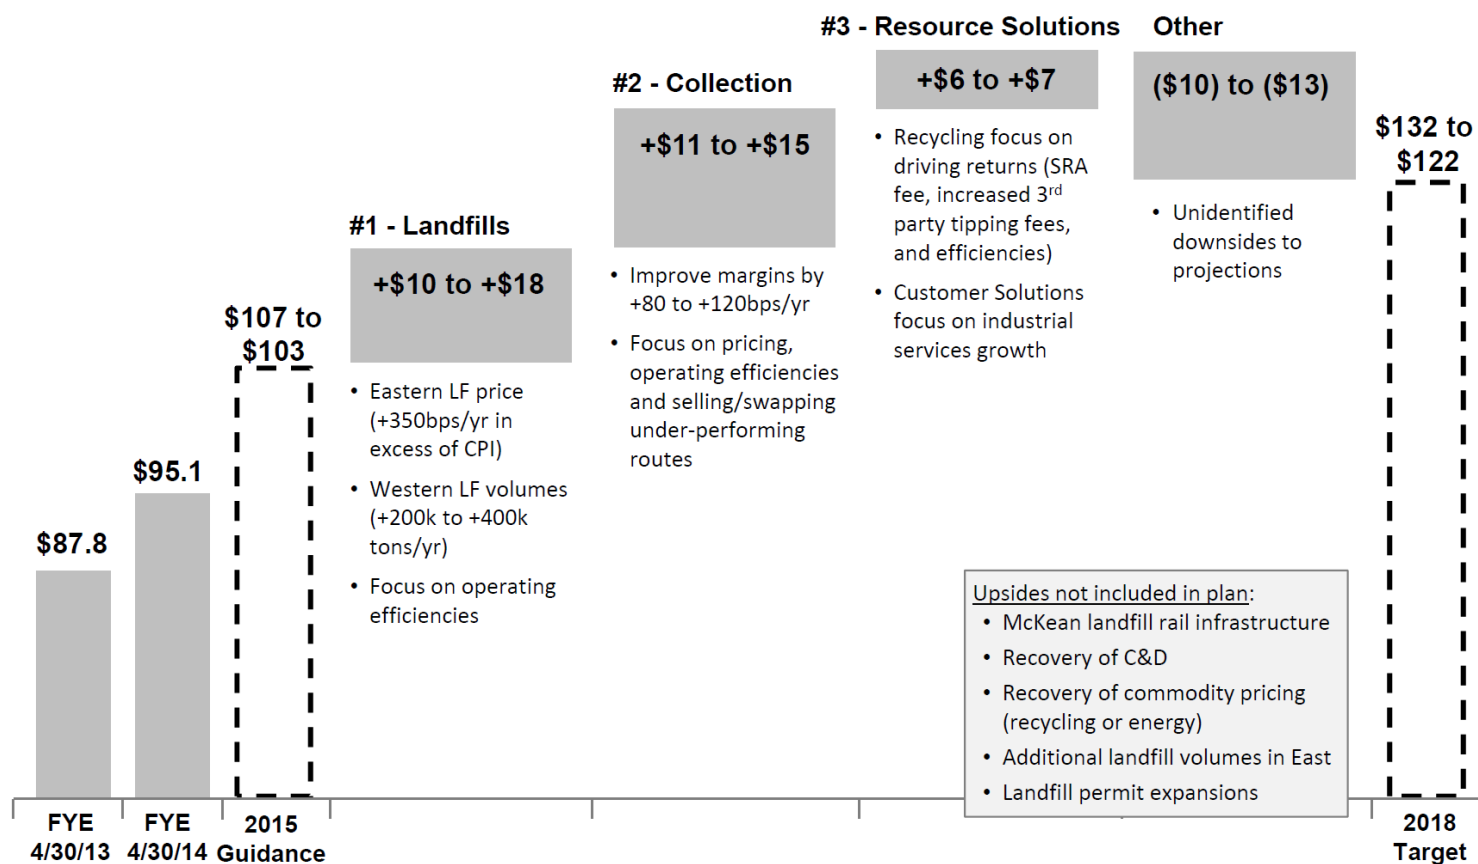 #3 - Resource Solutions
Other
+$6 to +$7
($10) to ($13)
#2 - Collection
+$11 to +$15
$132 to
$122
• Recycling focus on
driving returns (SRA
fee, increased 3rd
party tipping fees,
and efficiencies)
• Customer Solutions
focus on industrial
services growth
• Unidentified
downsides to
projections
#1 - Landfills
+$10 to +$18
• Improve margins by
+80 to +120bps/yr
• Focus on pricing,
operating efficiencies
and selling/swapping
under-performing
routes
$107 to
$103
• Eastern LF price
(+350bps/yr in
excess of CPI)
• Western LF volumes
(+200k to +400k
tons/yr)
• Focus on operating
efficiencies
$95.1
$87.8
Upsides not included in plan:
• McKean landfill rail infrastructure
• Recovery of C&D
• Recovery of commodity pricing
(recycling or energy)
• Additional landfill volumes in East
• Landfill permit expansions
FYE
4/30/13
FYE
4/30/14
2015
Guidance
2018
Target